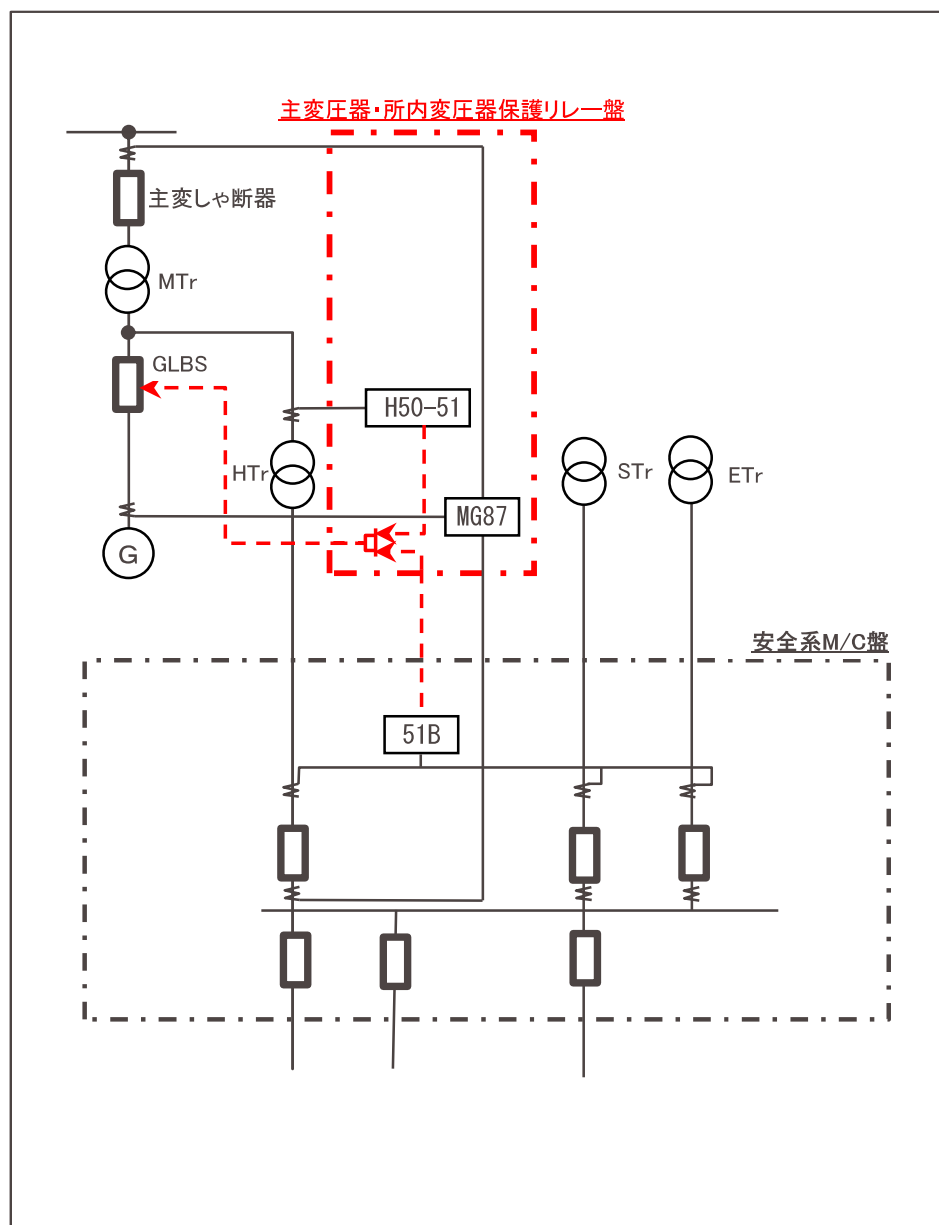 主変圧器・所内変圧器保護リレー盤
主変しゃ断器
MTr
GLBS
H50-51
HTr
STr
ETr
MG87
G
安全系M/C盤
51B